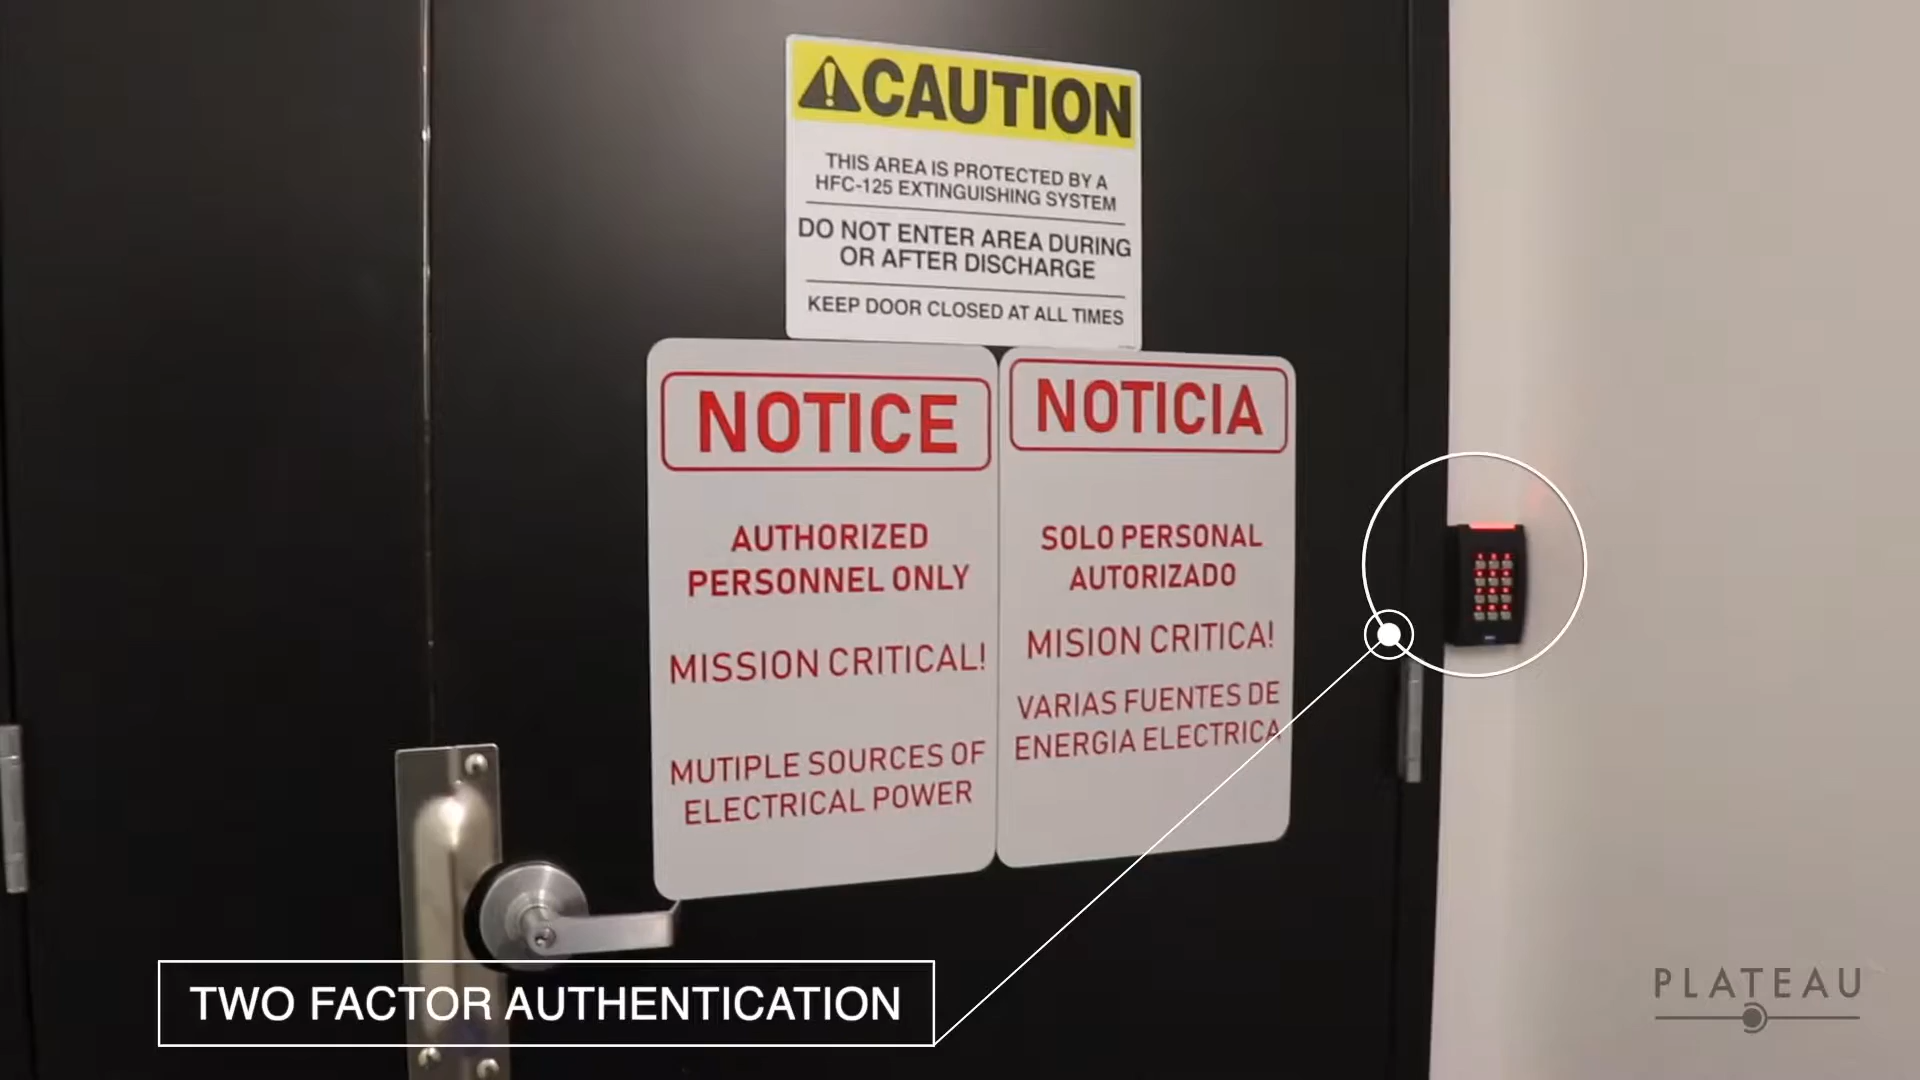 CAUTION
THIS AREA IS PROTECTED BY A
HFC-125 EXTINGUISHING SYSTEM
DO NOT ENTER AREA DURING
OR AFTER DISCHARGE
KEEP DOOR CLOSED AT ALL TIMES
NOTICE
AUTHORIZED
PERSONNEL ONLY
MISSION CRITICAL!
MUTIPLE SOURCES OF
ELECTRICAL POWER
NOTICIA
SOLO PERSONAL
AUTORIZADO
MISION CRITICA!
VARIAS FUENTES DE
ENERGIA ELECTRICA
TWO FACTOR AUTHENTICATION
PLATEAU